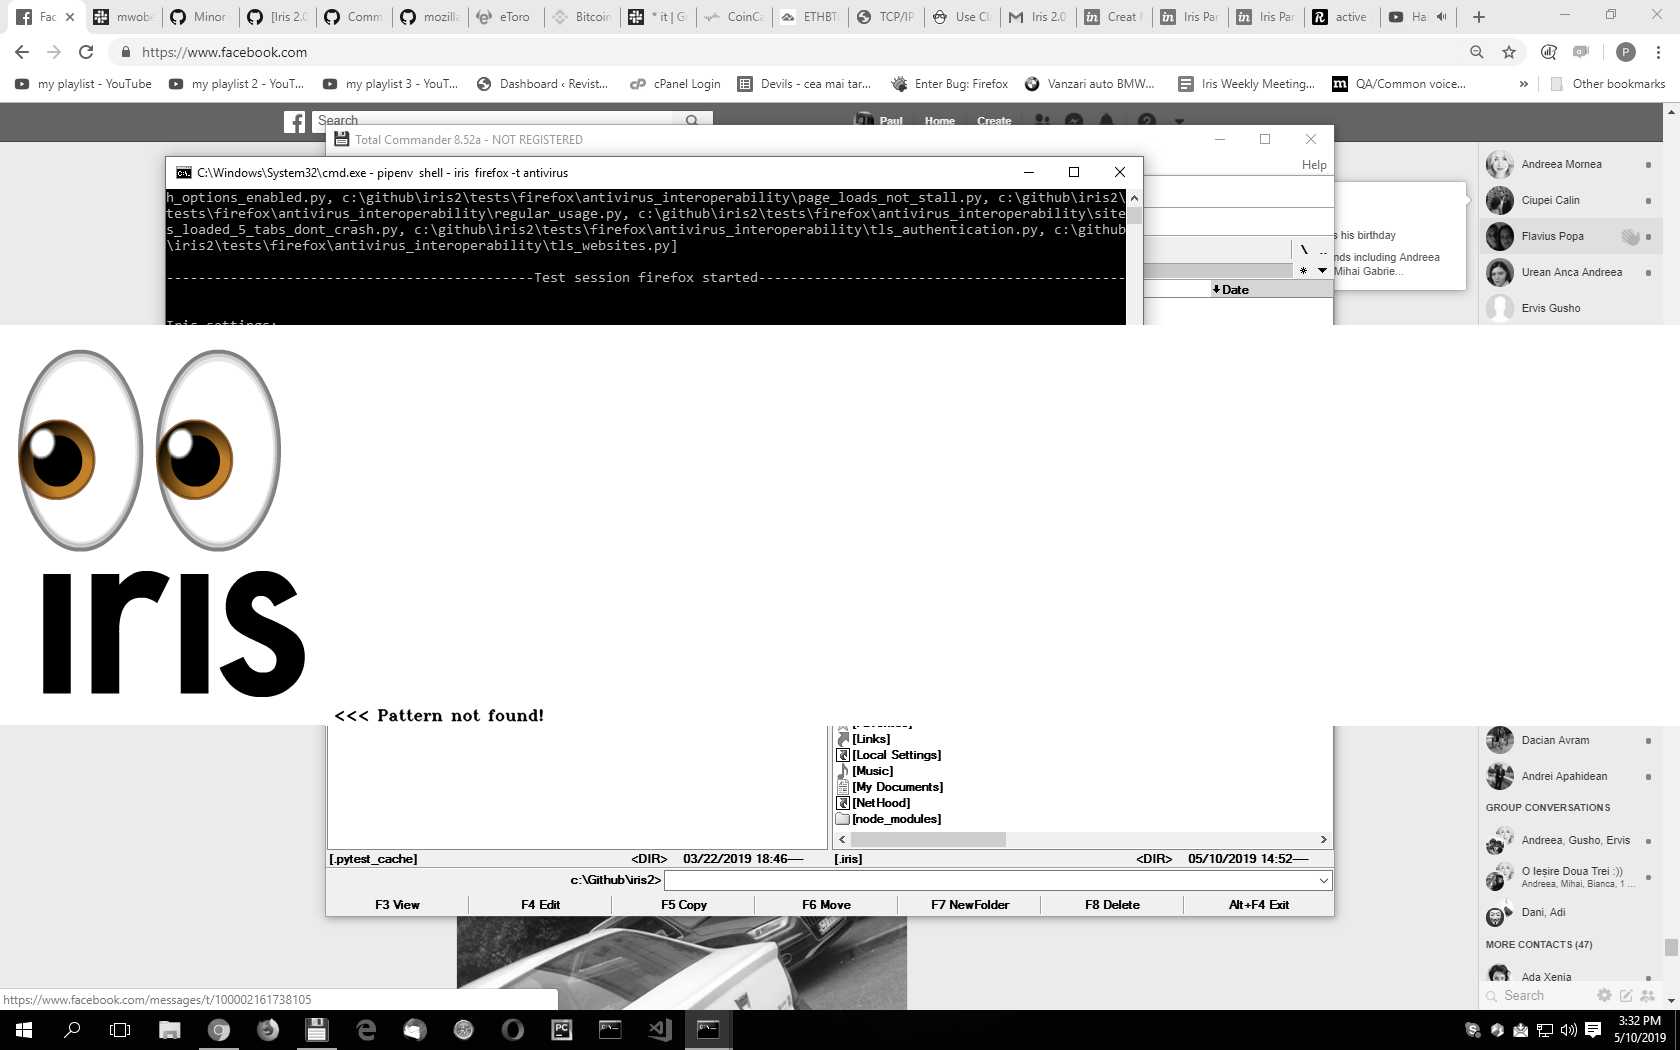 Fac
mwobe
Minor
[Iris 2.0
Comm
mozilla
eToro
Bitcoin
* it | G
CoinCa
ETHBT
TCP/IP
Use Cl
Iris 2.0
Creat
Iris Par
Iris Par
active
Ha
https://www.facebook.com
my playlist - YouTube
my playlist 2 - YouT...
my playlist 3 - YouT...
Dashboard ‹ Revist...
cPanel Login
Devils - cea mai tar...
Enter Bug: Firefox
Vanzari auto BMW...
Iris Weekly Meeting...
QA/Common voice...
»
Other bookmarks
Search
Paul
Home
Create
Total Commander 8.52a - NOT REGISTERED
Help
C:\Windows\System32\cmd.exe - pipenv shell - iris firefox -t antivirus
h_options_enabled.py, c:\github\iris2\tests\firefox\antivirus_interoperability\page_loads_not_stall.py, c:\github\iris2\
tests\firefox\antivirus_interoperability\regular_usage.py, c:\github\iris2\tests\firefox\antivirus_interoperability\site
s_loaded_5_tabs_dont_crash.py, c:\github\iris2\tests\firefox\antivirus_interoperability\tls_authentication.py, c:\github
\iris2\tests\firefox\antivirus_interoperability\tls_websites.py]
-----------------------------------------------Test session firefox started-----------------------------------------------
Iris settings:
\ ..
*
Date
s his birthday
nds including Andreea
Mihai Gabrie...
Andreea Mornea
Ciupei Calin
Flavius Popa
Urean Anca Andreea
Ervis Gusho
iris
<<< Pattern not found!
[Links]
[Local Settings]
[Music]
[My Documents]
[NetHood]
[node_modules]
[.pytest_cache] <DIR> 03/22/2019 18:46----
[.iris] <DIR> 05/10/2019 14:52----
c:\Github\iris2>
F3 View
F4 Edit
F5 Copy
F6 Move
F7 NewFolder
F8 Delete
Alt+F4 Exit
Dacian Avram
Andrei Apahidean
GROUP CONVERSATIONS
Andreea, Gusho, Ervis
O Ieșire Doua Trei :))
Andreea, Mihai, Bianca, 1 ...
Dani, Adi
MORE CONTACTS (47)
Ada Xenia
Search
https://www.facebook.com/messages/t/100002161738105
3:32 PM
5/10/2019